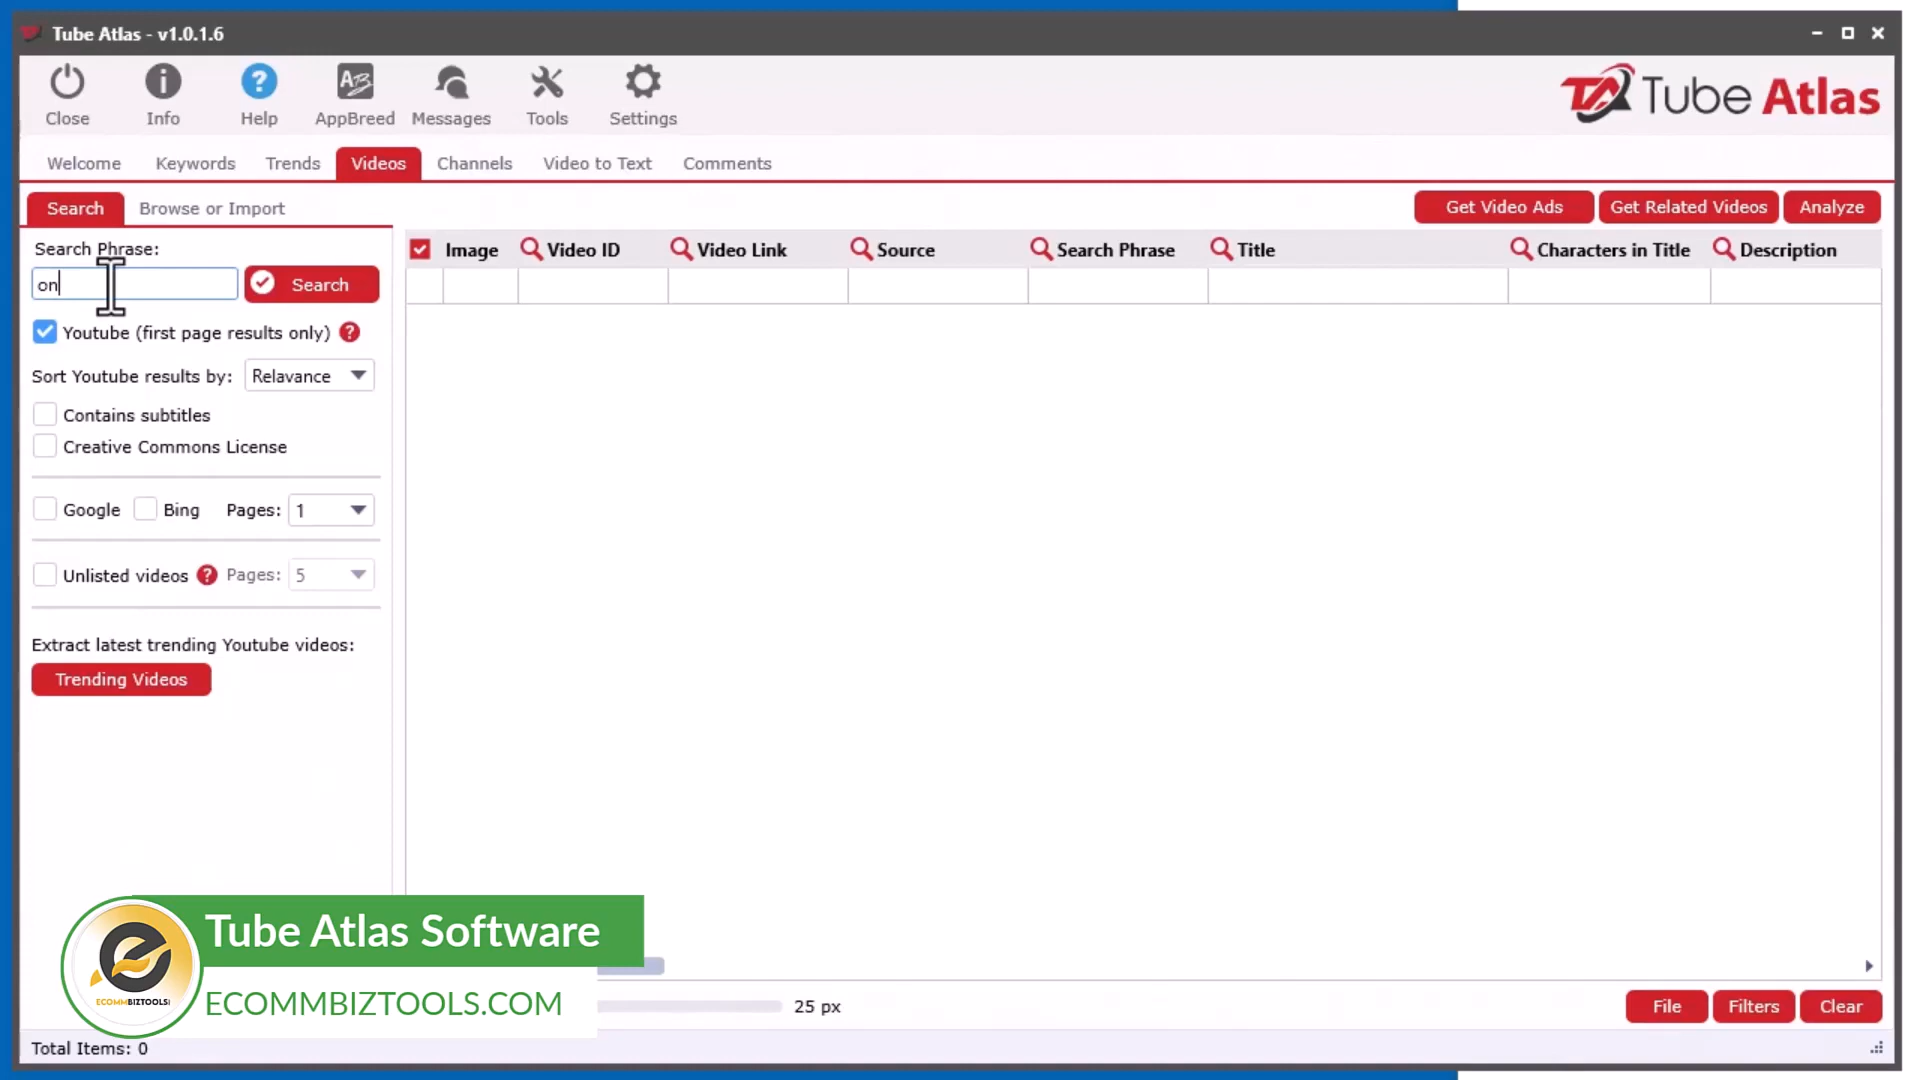 Tube Atlas - v1.0.1.6
Close Info Help AppBreed Messages Tools Settings
Tube Atlas
Welcome Keywords Trends Videos Channels Video to Text Comments
Search Browse or Import
Get Video Ads Get Related Videos Analyze
Search Phrase:
on Search
Image Video ID Video Link Source Search Phrase Title Characters in Title Description
Youtube (first page results only) ?
Sort Youtube results by: Relavance
Contains subtitles
Creative Commons License
Google Bing Pages: 1
Unlisted videos ? Pages: 5
Extract latest trending Youtube videos:
Trending Videos
Tube Atlas Software
ECOMMBIZTOOLS.COM
ECOMMBIZTOOLS
25 px
File Filters Clear
Total Items: 0